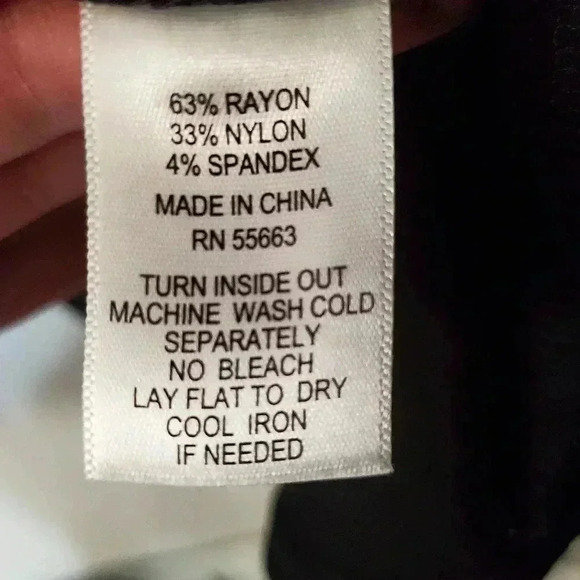 63% RAYON
33% NYLON
4% SPANDEX
MADE IN CHINA
RN 55663
TURN INSIDE OUT
MACHINE WASH COLD
SEPARATELY
NO BLEACH
LAY FLAT TO DRY
COOL IRON
IF NEEDED